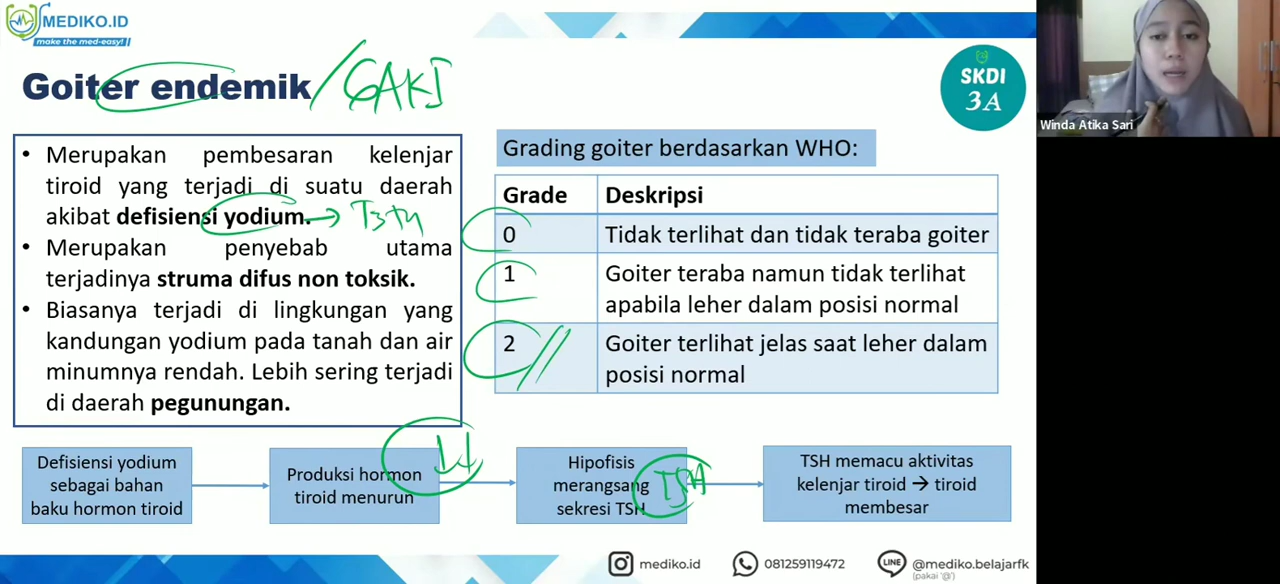 MEDIKO.ID
make the med-easy!
Goiter endemik /GAKI
SKDI
3A
Winda Atika Sari
• Merupakan pembesaran kelenjar
tiroid yang terjadi di suatu daerah
akibat defisiensi yodium. → T3 T4
• Merupakan penyebab utama
terjadinya struma difus non toksik.
• Biasanya terjadi di lingkungan yang
kandungan yodium pada tanah dan air
minumnya rendah. Lebih sering terjadi
di daerah pegunungan.
Grading goiter berdasarkan WHO:
Grade Deskripsi
0 Tidak terlihat dan tidak teraba goiter
1 Goiter teraba namun tidak terlihat
apabila leher dalam posisi normal
2 Goiter terlihat jelas saat leher dalam
posisi normal
Defisiensi yodium
sebagai bahan
baku hormon tiroid
Produksi hormon
tiroid menurun
↓↓
Hipofisis
merangsang
sekresi TSH
TSH
TSH memacu aktivitas
kelenjar tiroid → tiroid
membesar
mediko.id
081259119472
LINE
@mediko.belajarfk
(pakai '@')